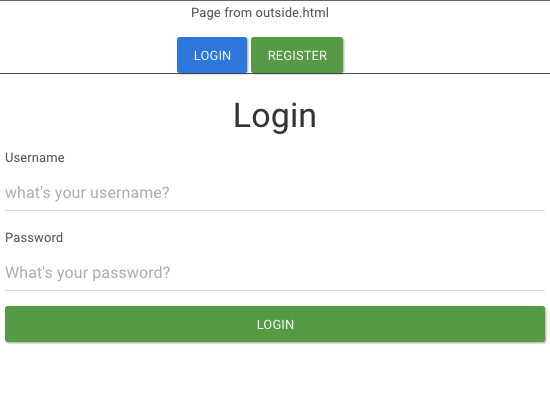 Page from outside.html
LOGIN REGISTER
Login
Username
what's your username?
Password
What's your password?
LOGIN